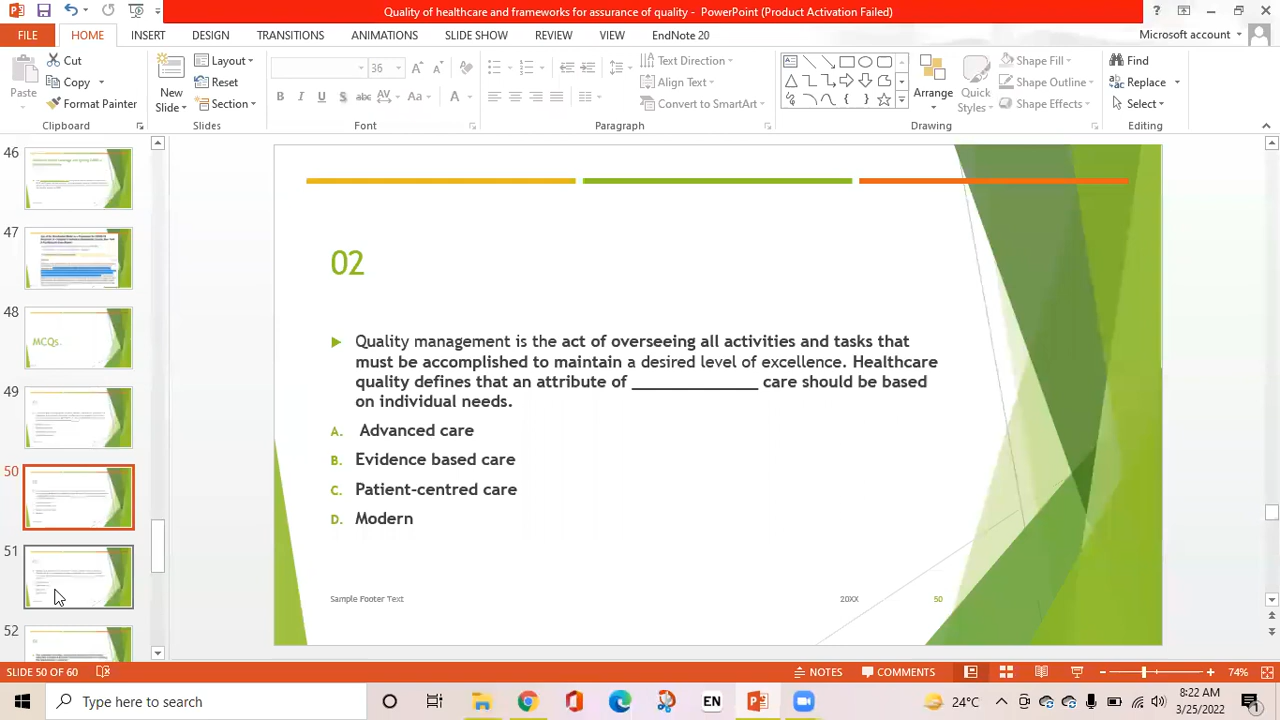 Quality of healthcare and frameworks for assurance of quality - PowerPoint (Product Activation Failed)
?
FILE HOME INSERT DESIGN TRANSITIONS ANIMATIONS SLIDE SHOW REVIEW VIEW EndNote 20 Microsoft account
Paste
Cut
Copy
Format Painter
Clipboard
New Slide
Layout
Reset
Section
Slides
36
B I U S abc AV Aa A
Font
Text Direction
Align Text
Convert to SmartArt
Paragraph
Arrange
Quick Styles
Shape Fill
Shape Outline
Shape Effects
Drawing
Find
Replace
Select
Editing
46
47
48
MCQs.
49
50
51
52
02
Quality management is the act of overseeing all activities and tasks that
must be accomplished to maintain a desired level of excellence. Healthcare
quality defines that an attribute of ______________ care should be based
on individual needs.
A. Advanced care
B. Evidence based care
C. Patient-centred care
D. Modern
Sample Footer Text 20XX 50
SLIDE 50 OF 60 NOTES COMMENTS 74%
Type here to search EN 24°C 8:22 AM
3/25/2022